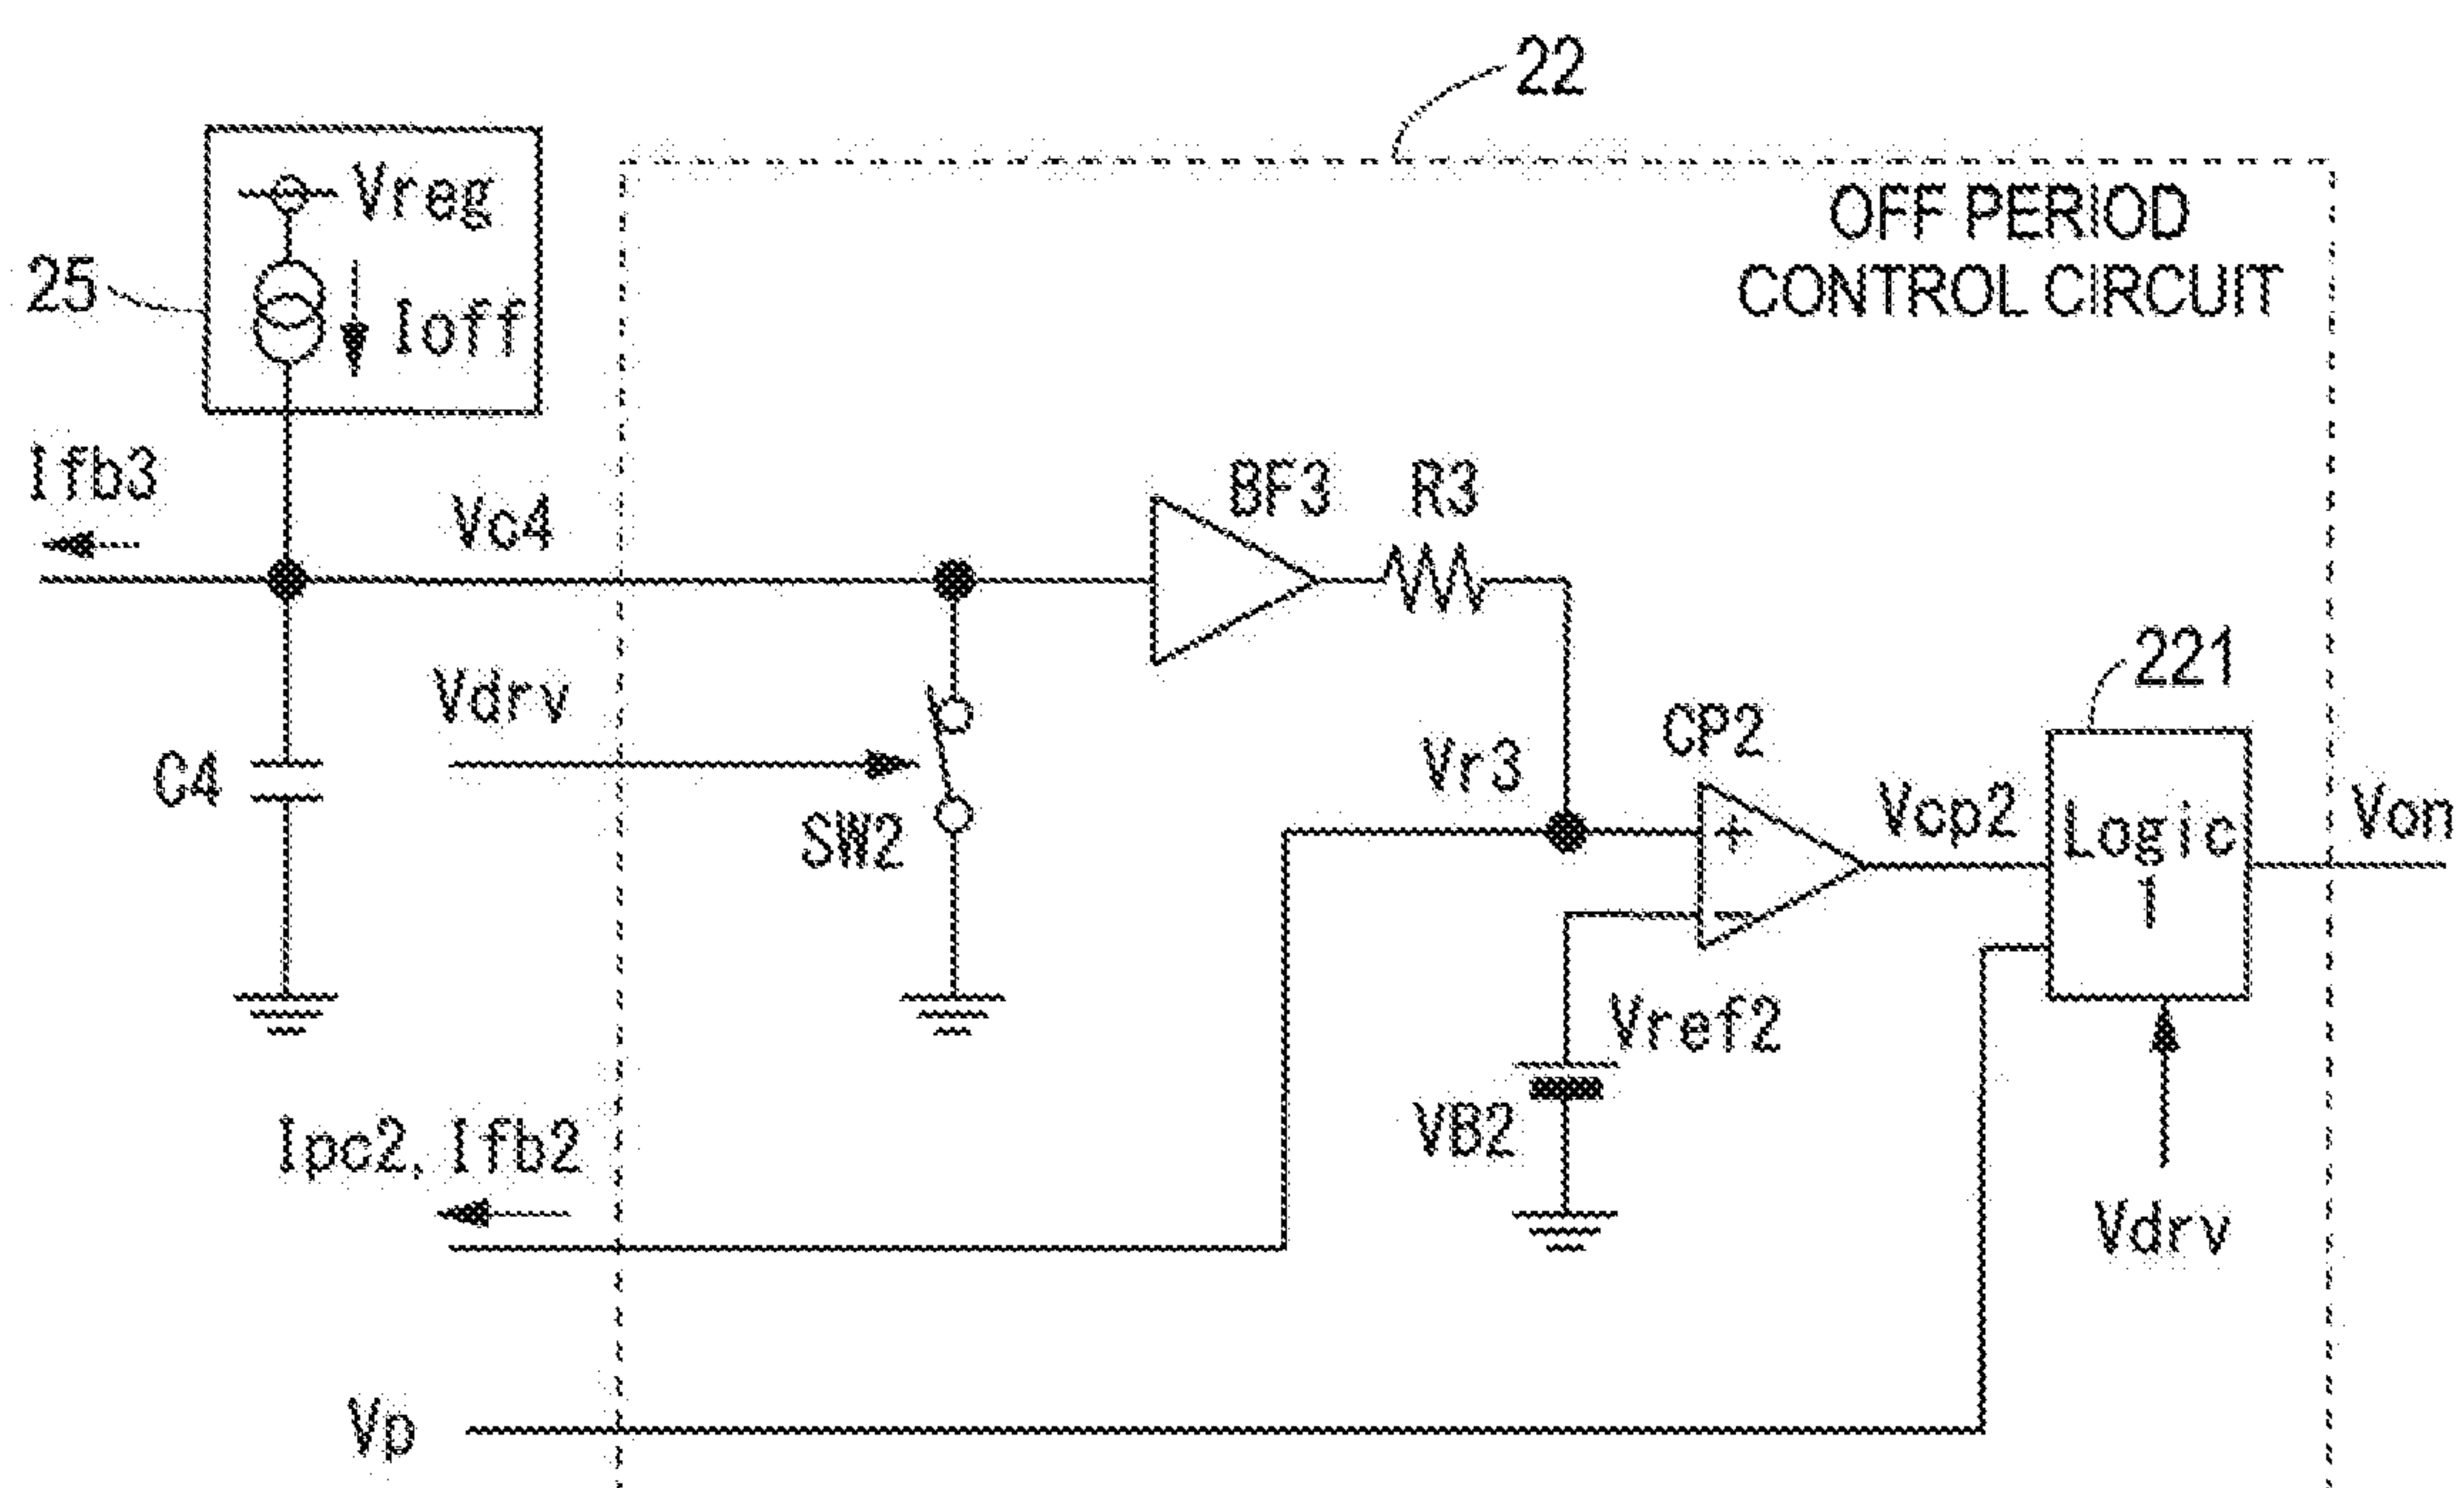 22
Vreg
OFF PERIOD
CONTROL CIRCUIT
25
Ioff
Ifb3
Vc4
BF3
R3
Vdrv
221
C4
SW2
Vr3
CP2
+
-
Vcp2
Logic
1
Von
Vref2
VB2
Ipc2, Ifb2
Vdrv
Vp